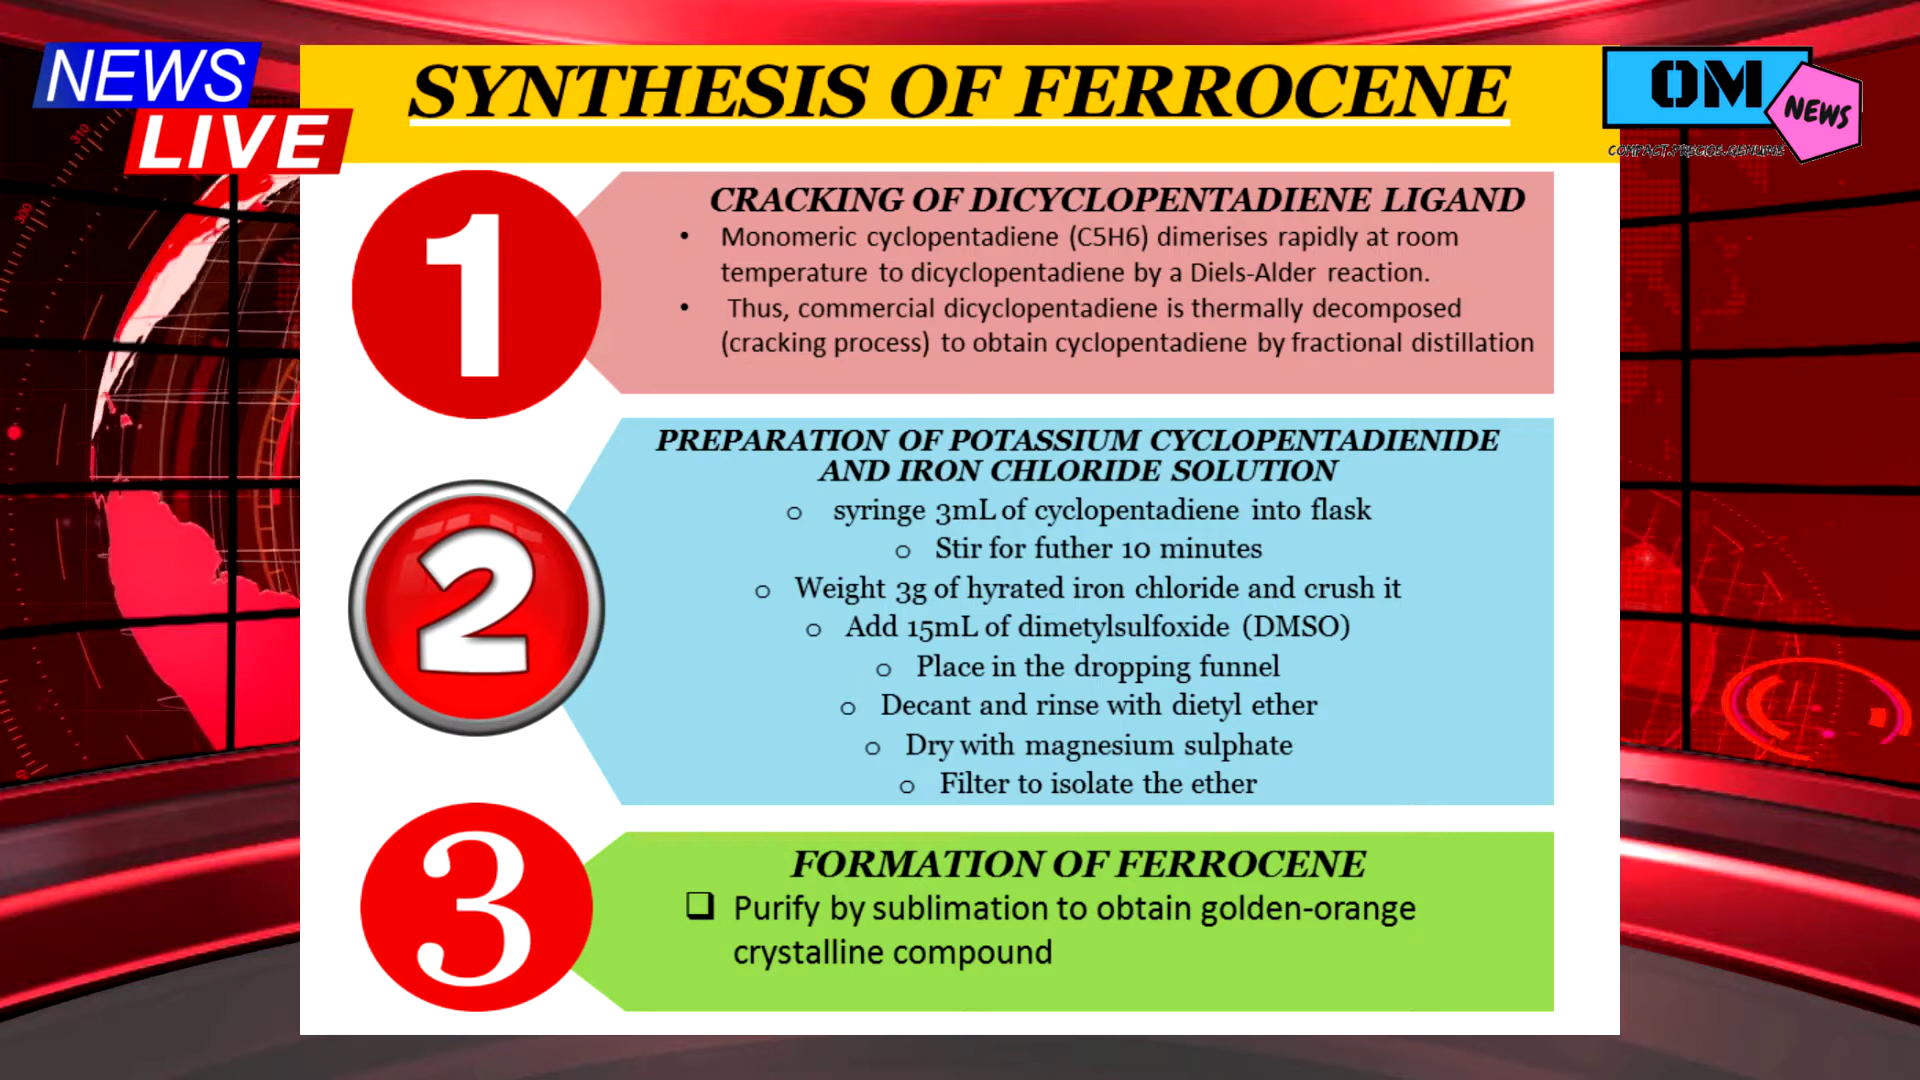 NEWS
LIVE
SYNTHESIS OF FERROCENE
OM
NEWS
COMPACT.PRECISE.GENUINE
1
CRACKING OF DICYCLOPENTADIENE LIGAND
• Monomeric cyclopentadiene (C5H6) dimerises rapidly at room
temperature to dicyclopentadiene by a Diels-Alder reaction.
• Thus, commercial dicyclopentadiene is thermally decomposed
(cracking process) to obtain cyclopentadiene by fractional distillation
2
PREPARATION OF POTASSIUM CYCLOPENTADIENIDE
AND IRON CHLORIDE SOLUTION
o syringe 3mL of cyclopentadiene into flask
o Stir for futher 10 minutes
o Weight 3g of hyrated iron chloride and crush it
o Add 15mL of dimetylsulfoxide (DMSO)
o Place in the dropping funnel
o Decant and rinse with dietyl ether
o Dry with magnesium sulphate
o Filter to isolate the ether
3
FORMATION OF FERROCENE
❑ Purify by sublimation to obtain golden-orange
crystalline compound
310
300